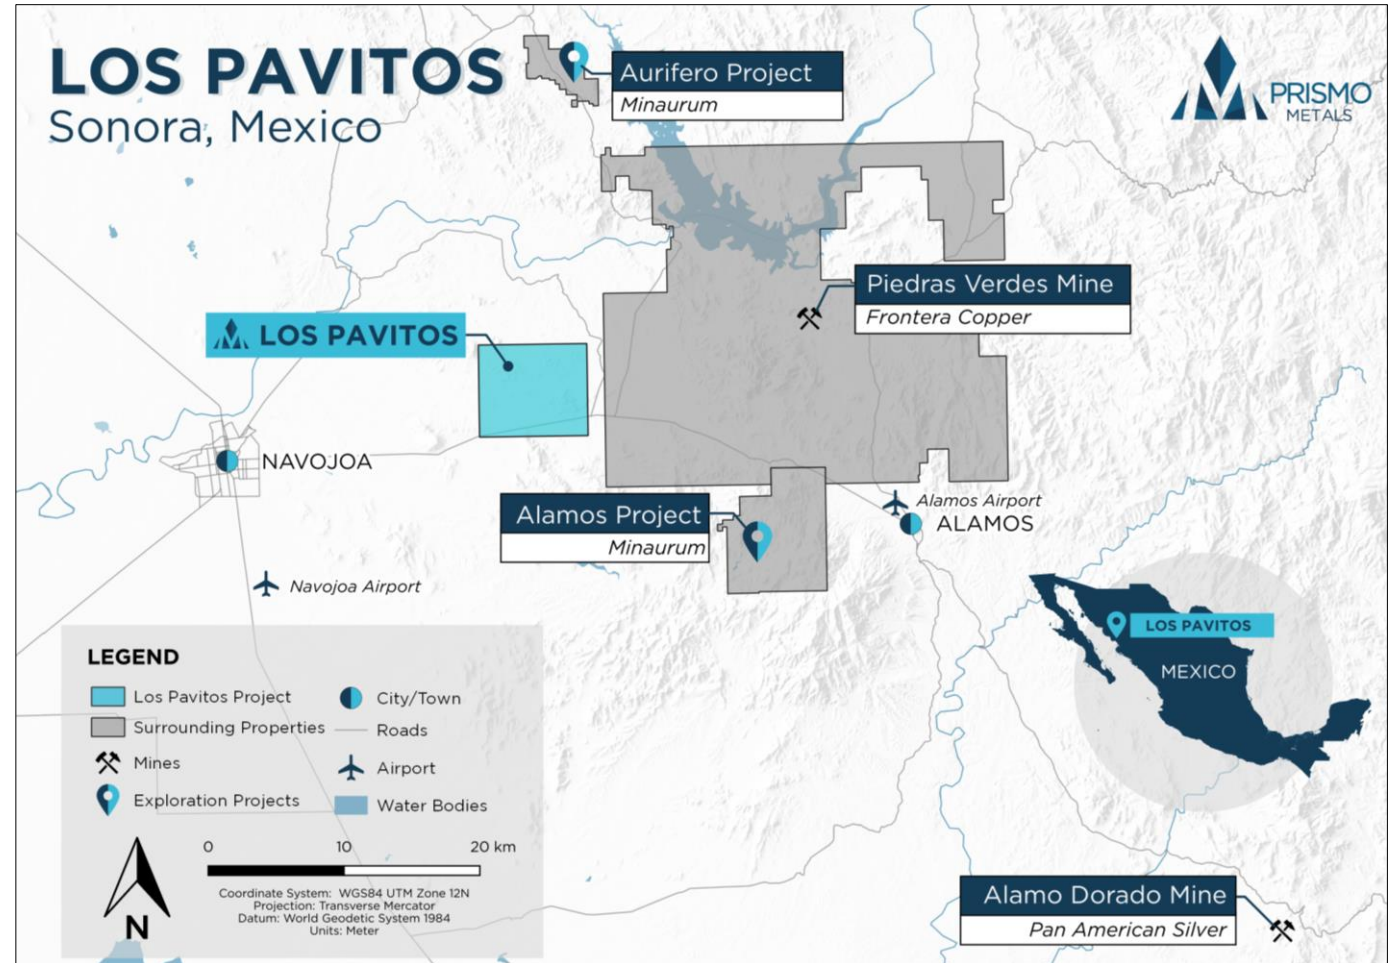 LOS PAVITOS
Sonora, Mexico
Aurifero Project
Minaurum
PRISMO
METALS
Piedras Verdes Mine
Frontera Copper
LOS PAVITOS
NAVOJOA
Alamos Project
Minaurum
Alamos Airport
ALAMOS
Navojoa Airport
LOS PAVITOS
MEXICO
LEGEND
Los Pavitos Project
City/Town
Surrounding Properties
Roads
Mines
Airport
Exploration Projects
Water Bodies
0 10 20 km
Coordinate System: WGS84 UTM Zone 12N
Projection: Transverse Mercator
Datum: World Geodetic System 1984
Units: Meter
N
Alamo Dorado Mine
Pan American Silver